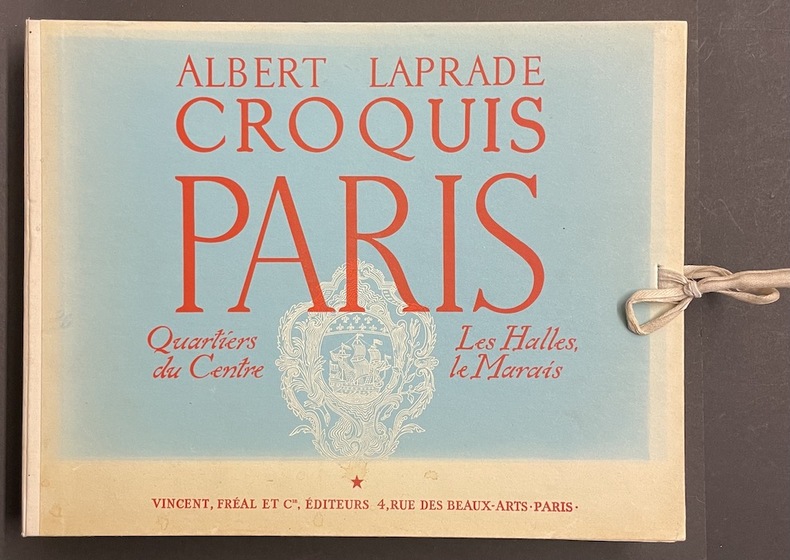 ALBERT LAPRADE
CROQUIS
PARIS
Quartiers
du Centre
Les Halles,
le Marais
VINCENT, FRÉAL ET Cie, ÉDITEURS 4, RUE DES BEAUX-ARTS · PARIS ·